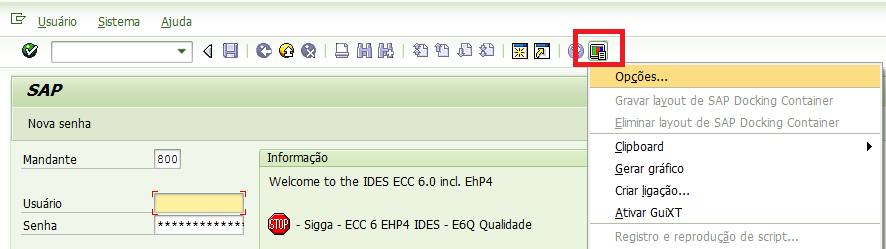 Usuário Sistema Ajuda
SAP
Nova senha
Mandante 800
Usuário
Senha *************
Informação
Welcome to the IDES ECC 6.0 incl. EhP4
STOP - Sigga - ECC 6 EHP4 IDES - E6Q Qualidade
Opções...
Gravar layout de SAP Docking Container
Eliminar layout de SAP Docking Container
Clipboard
Gerar gráfico
Criar ligação...
Ativar GuiXT
Registro e reprodução de script...